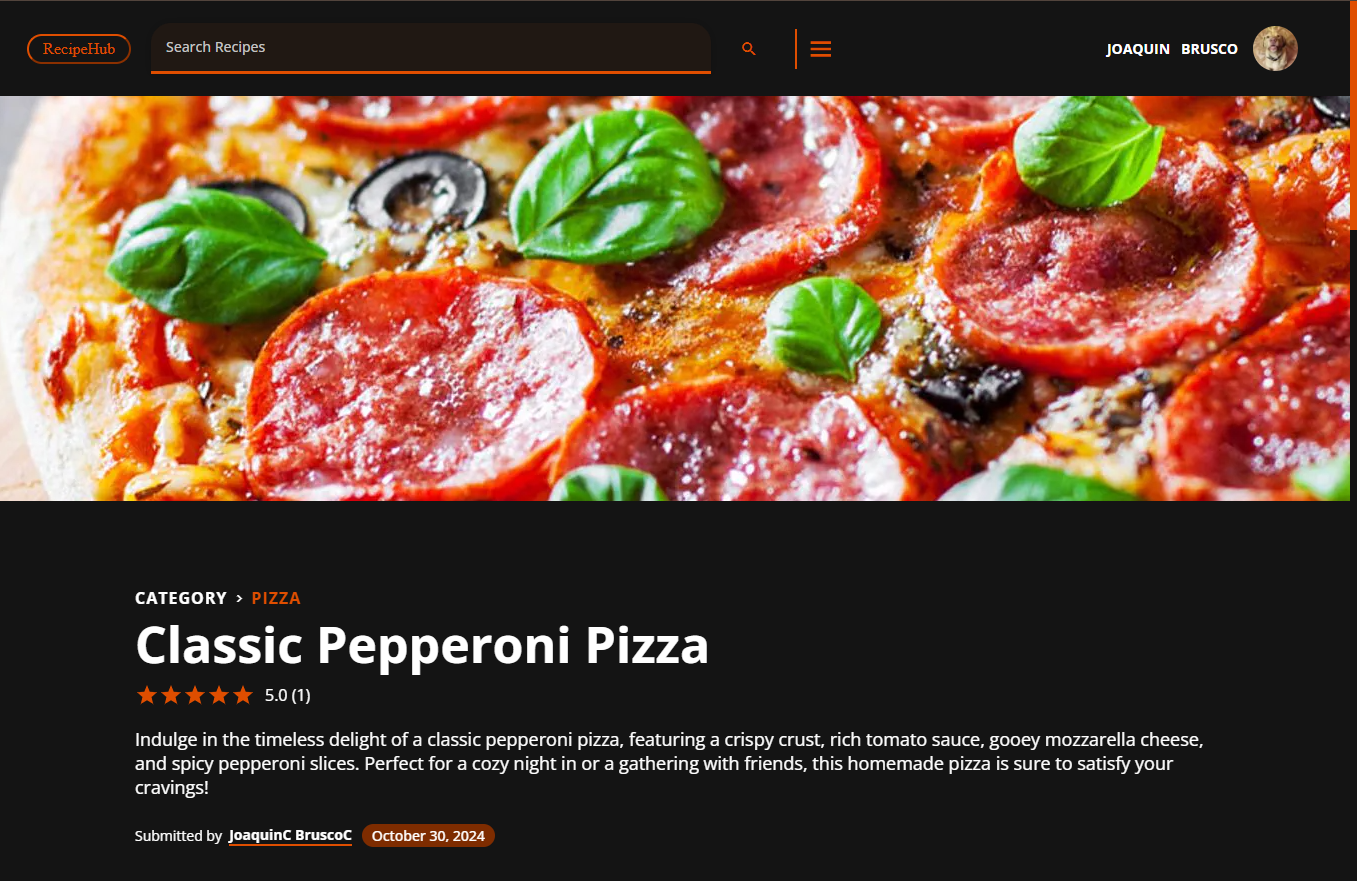 RecipeHub
Search Recipes
JOAQUIN BRUSCO
CATEGORY › PIZZA
Classic Pepperoni Pizza
5.0 (1)
Indulge in the timeless delight of a classic pepperoni pizza, featuring a crispy crust, rich tomato sauce, gooey mozzarella cheese,
and spicy pepperoni slices. Perfect for a cozy night in or a gathering with friends, this homemade pizza is sure to satisfy your
cravings!
Submitted by JoaquinC BruscoC October 30, 2024